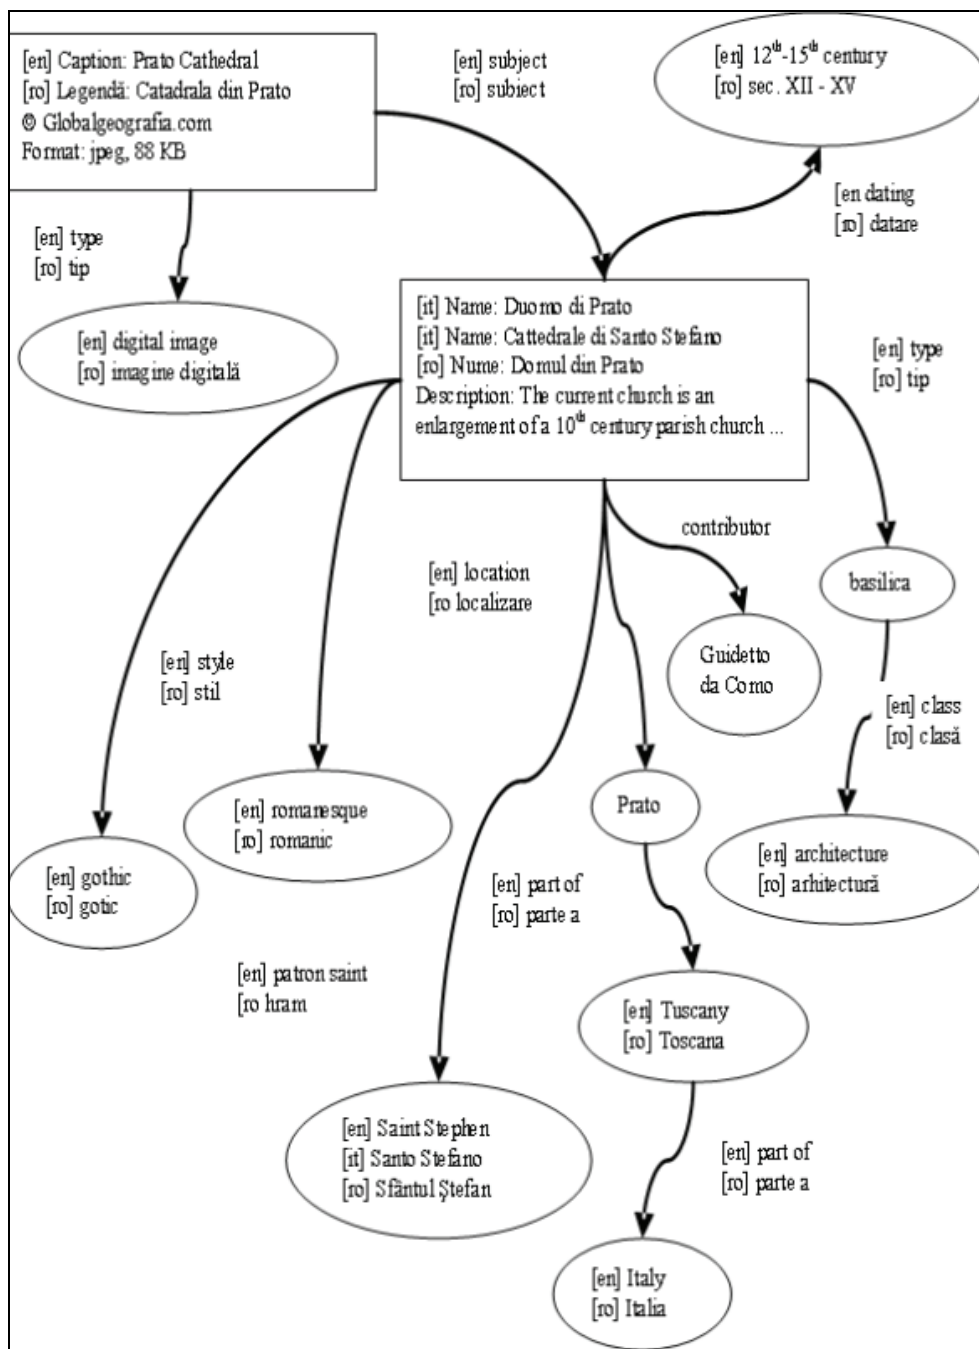 [en] Caption: Prato Cathedral
[ro] Legendă: Catadrala din Prato
© Globalgeografia.com
Format: jpeg, 88 KB
[en] subject
[ro] subiect
[en] 12th-15th century
[ro] sec. XII - XV
[en dating
[ro] datare
[en] type
[ro] tip
[en] digital image
[ro] imagine digitală
[it] Name: Duomo di Prato
[it] Name: Cattedrale di Santo Stefano
[ro] Nume: Domul din Prato
Description: The current church is an
enlargement of a 10th century parish church ...
[en] type
[ro] tip
contributor
[en] location
[ro localizare
basilica
[en] style
[ro] stil
Guidetto
da Como
[en] class
[ro] clasă
[en] romanesque
[ro] romanic
Prato
[en] architecture
[ro] arhitectură
[en] gothic
[ro] gotic
[en] part of
[ro] parte a
[en] patron saint
[ro hram
[en] Tuscany
[ro] Toscana
[en] Saint Stephen
[it] Santo Stefano
[ro] Sfântul Ştefan
[en] part of
[ro] parte a
[en] Italy
[ro] Italia